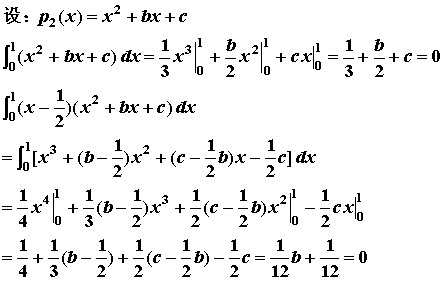 设：p₂(x) = x² + bx + c
∫₀¹(x² + bx + c) dx = 1/3 x³|₀¹ + b/2 x²|₀¹ + cx|₀¹ = 1/3 + b/2 + c = 0
∫₀¹(x − 1/2)(x² + bx + c) dx
= ∫₀¹[x³ + (b − 1/2)x² + (c − 1/2 b)x − 1/2 c] dx
= 1/4 x⁴|₀¹ + 1/3 (b − 1/2)x³ + 1/2 (c − 1/2 b)x²|₀¹ − 1/2 cx|₀¹
= 1/4 + 1/3 (b − 1/2) + 1/2 (c − 1/2 b) − 1/2 c = 1/12 b + 1/12 = 0